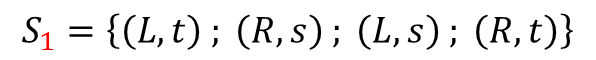 S₁ = {(L, t) ; (R, s) ; (L, s) ; (R, t)}